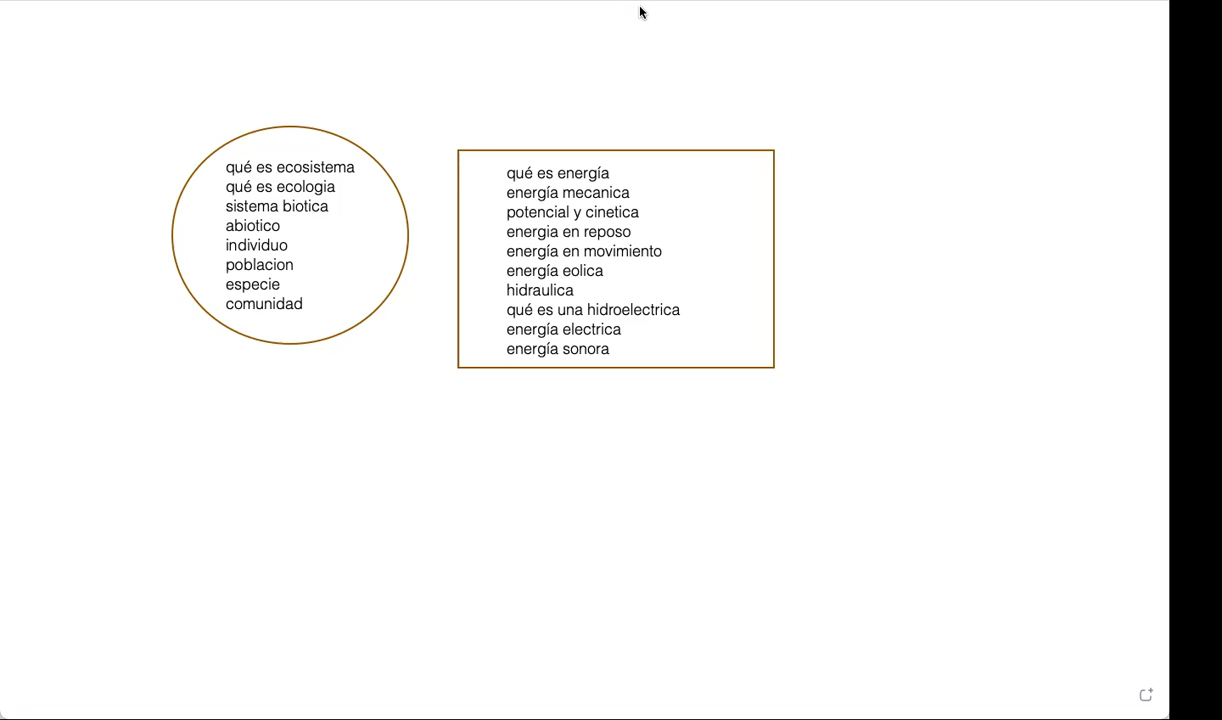 qué es ecosistema
qué es ecologia
sistema biotica
abiotico
individuo
poblacion
especie
comunidad
qué es energía
energía mecanica
potencial y cinetica
energia en reposo
energía en movimiento
energía eolica
hidraulica
qué es una hidroelectrica
energía electrica
energía sonora